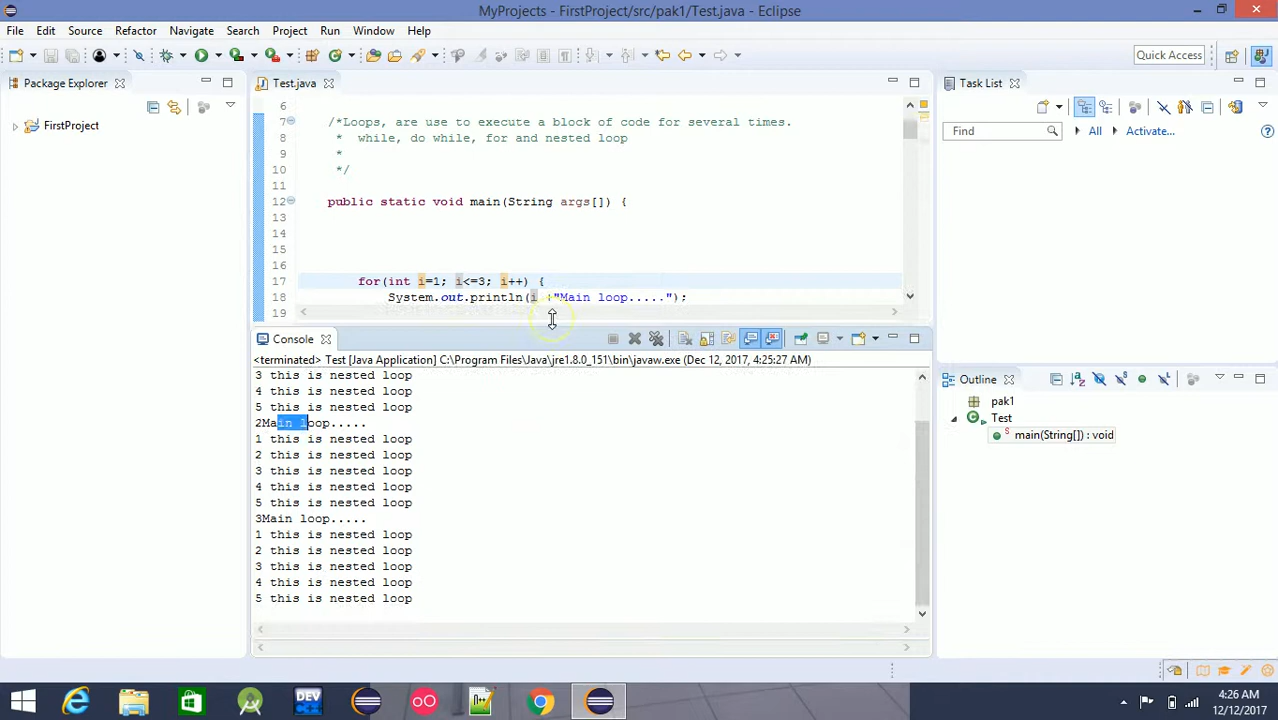 MyProjects - FirstProject/src/pak1/Test.java - Eclipse
File Edit Source Refactor Navigate Search Project Run Window Help
Quick Access
Package Explorer
FirstProject
Test.java
6
7 /*Loops, are use to execute a block of code for several times.
8 * while, do while, for and nested loop
9 *
10 */
11
12 public static void main(String args[]) {
13
14
15
16
17 for(int i=1; i<=3; i++) {
18 System.out.println(i +"Main loop.....");
19
Console
<terminated> Test [Java Application] C:\Program Files\Java\jre1.8.0_151\bin\javaw.exe (Dec 12, 2017, 4:25:27 AM)
3 this is nested loop
4 this is nested loop
5 this is nested loop
2Main loop.....
1 this is nested loop
2 this is nested loop
3 this is nested loop
4 this is nested loop
5 this is nested loop
3Main loop.....
1 this is nested loop
2 this is nested loop
3 this is nested loop
4 this is nested loop
5 this is nested loop
Task List
Find All Activate...
Outline
pak1
Test
main(String[]) : void
DEV
4:26 AM
12/12/2017